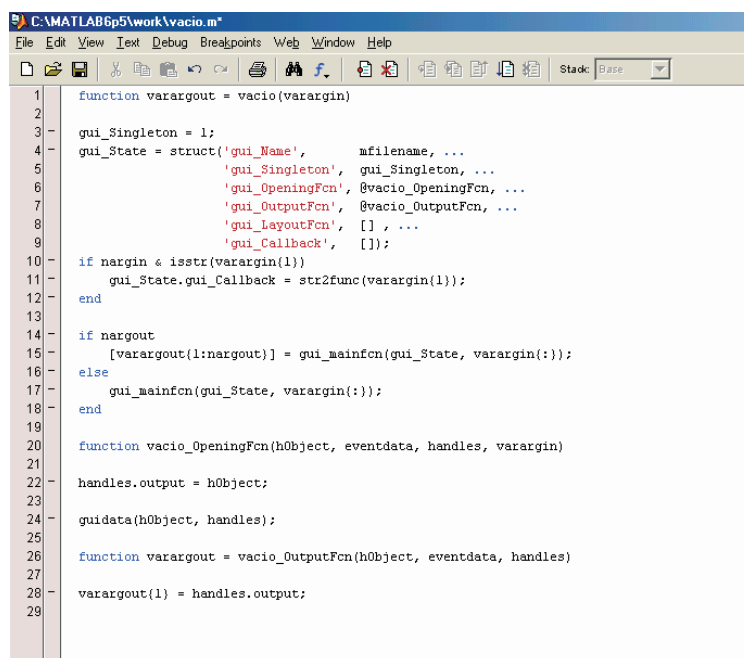 C:\MATLAB6p5\work\vacio.m*
File Edit View Text Debug Breakpoints Web Window Help
Stack: Base
1 function varargout = vacio(varargin)
2
3 - gui_Singleton = 1;
4 - gui_State = struct('gui_Name', mfilename, ...
5 'gui_Singleton', gui_Singleton, ...
6 'gui_OpeningFcn', @vacio_OpeningFcn, ...
7 'gui_OutputFcn', @vacio_OutputFcn, ...
8 'gui_LayoutFcn', [] , ...
9 'gui_Callback', []);
10 - if nargin & isstr(varargin{1})
11 - gui_State.gui_Callback = str2func(varargin{1});
12 - end
13
14 - if nargout
15 - [varargout{1:nargout}] = gui_mainfcn(gui_State, varargin{:});
16 - else
17 - gui_mainfcn(gui_State, varargin{:});
18 - end
19
20 function vacio_OpeningFcn(hObject, eventdata, handles, varargin)
21
22 - handles.output = hObject;
23
24 - guidata(hObject, handles);
25
26 function varargout = vacio_OutputFcn(hObject, eventdata, handles)
27
28 - varargout{1} = handles.output;
29